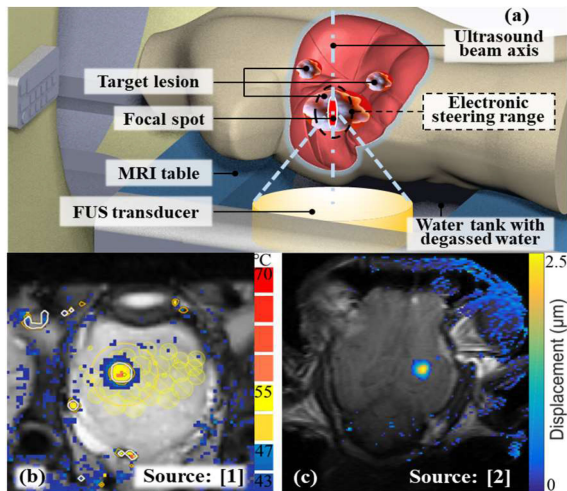 (a)
Ultrasound
beam axis
Target lesion
Focal spot
Electronic
steering range
MRI table
FUS transducer
Water tank with
degassed water
°C
70
55
47
43
(b)
Source: [1]
2.5
Displacement (μm)
0
(c)
Source: [2]